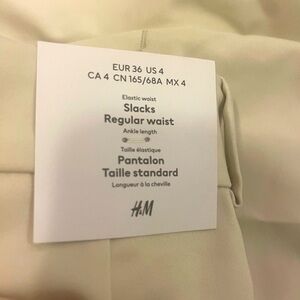 EUR 36 US 4
CA 4 CN 165/68A MX 4
Elastic waist
Slacks
Regular waist
Ankle length
Taille élastique
Pantalon
Taille standard
Longueur à la cheville
H&M